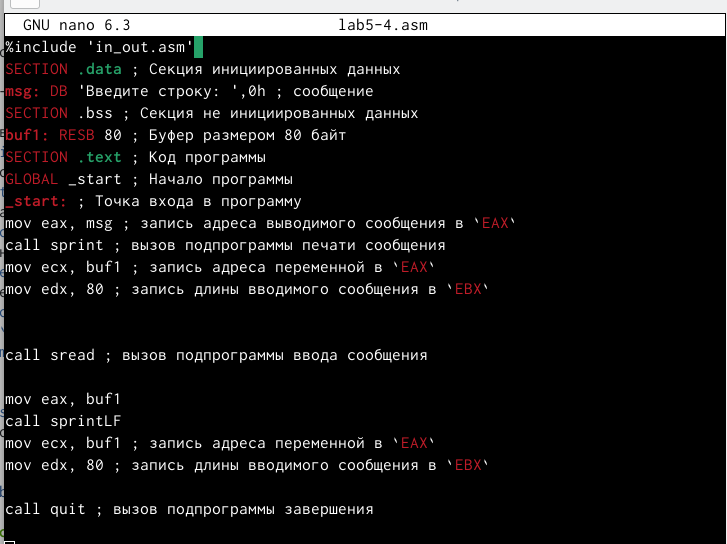 GNU nano 6.3 lab5-4.asm
%include 'in_out.asm'
SECTION .data ; Секция инициированных данных
msg: DB 'Введите строку: ',0h ; сообщение
SECTION .bss ; Секция не инициированных данных
buf1: RESB 80 ; Буфер размером 80 байт
SECTION .text ; Код программы
GLOBAL _start ; Начало программы
_start: ; Точка входа в программу
mov eax, msg ; запись адреса выводимого сообщения в `EAX`
call sprint ; вызов подпрограммы печати сообщения
mov ecx, buf1 ; запись адреса переменной в `EAX`
mov edx, 80 ; запись длины вводимого сообщения в `EBX`
call sread ; вызов подпрограммы ввода сообщения
mov eax, buf1
call sprintLF
mov ecx, buf1 ; запись адреса переменной в `EAX`
mov edx, 80 ; запись длины вводимого сообщения в `EBX`
call quit ; вызов подпрограммы завершения